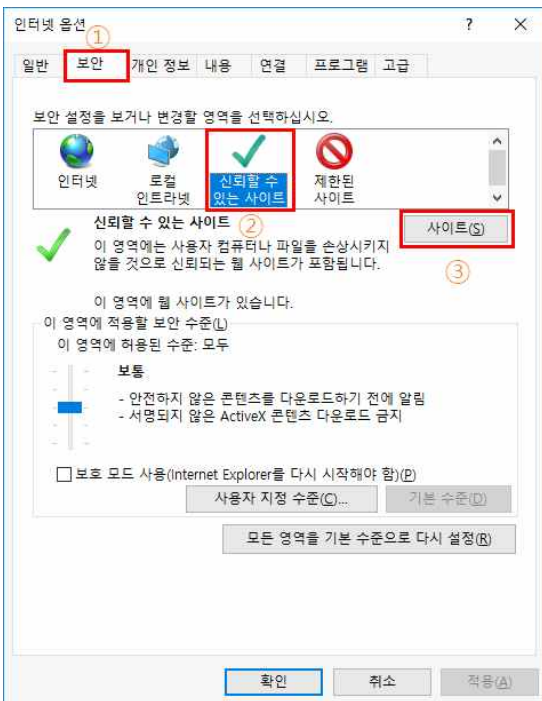 인터넷 옵션
? ×
①
일반 보안 개인 정보 내용 연결 프로그램 고급
보안 설정을 보거나 변경할 영역을 선택하십시오.
인터넷
로컬
인트라넷
신뢰할 수
있는 사이트
제한된
사이트
신뢰할 수 있는 사이트 ②
사이트(S)
③
이 영역에는 사용자 컴퓨터나 파일을 손상시키지
않을 것으로 신뢰되는 웹 사이트가 포함됩니다.
이 영역에 웹 사이트가 있습니다.
이 영역에 적용할 보안 수준(L)
이 영역에 허용된 수준: 모두
보통
- 안전하지 않은 콘텐츠를 다운로드하기 전에 알림
- 서명되지 않은 ActiveX 콘텐츠 다운로드 금지
보호 모드 사용(Internet Explorer를 다시 시작해야 함)(P)
사용자 지정 수준(C)... 기본 수준(D)
모든 영역을 기본 수준으로 다시 설정(R)
확인 취소 적용(A)